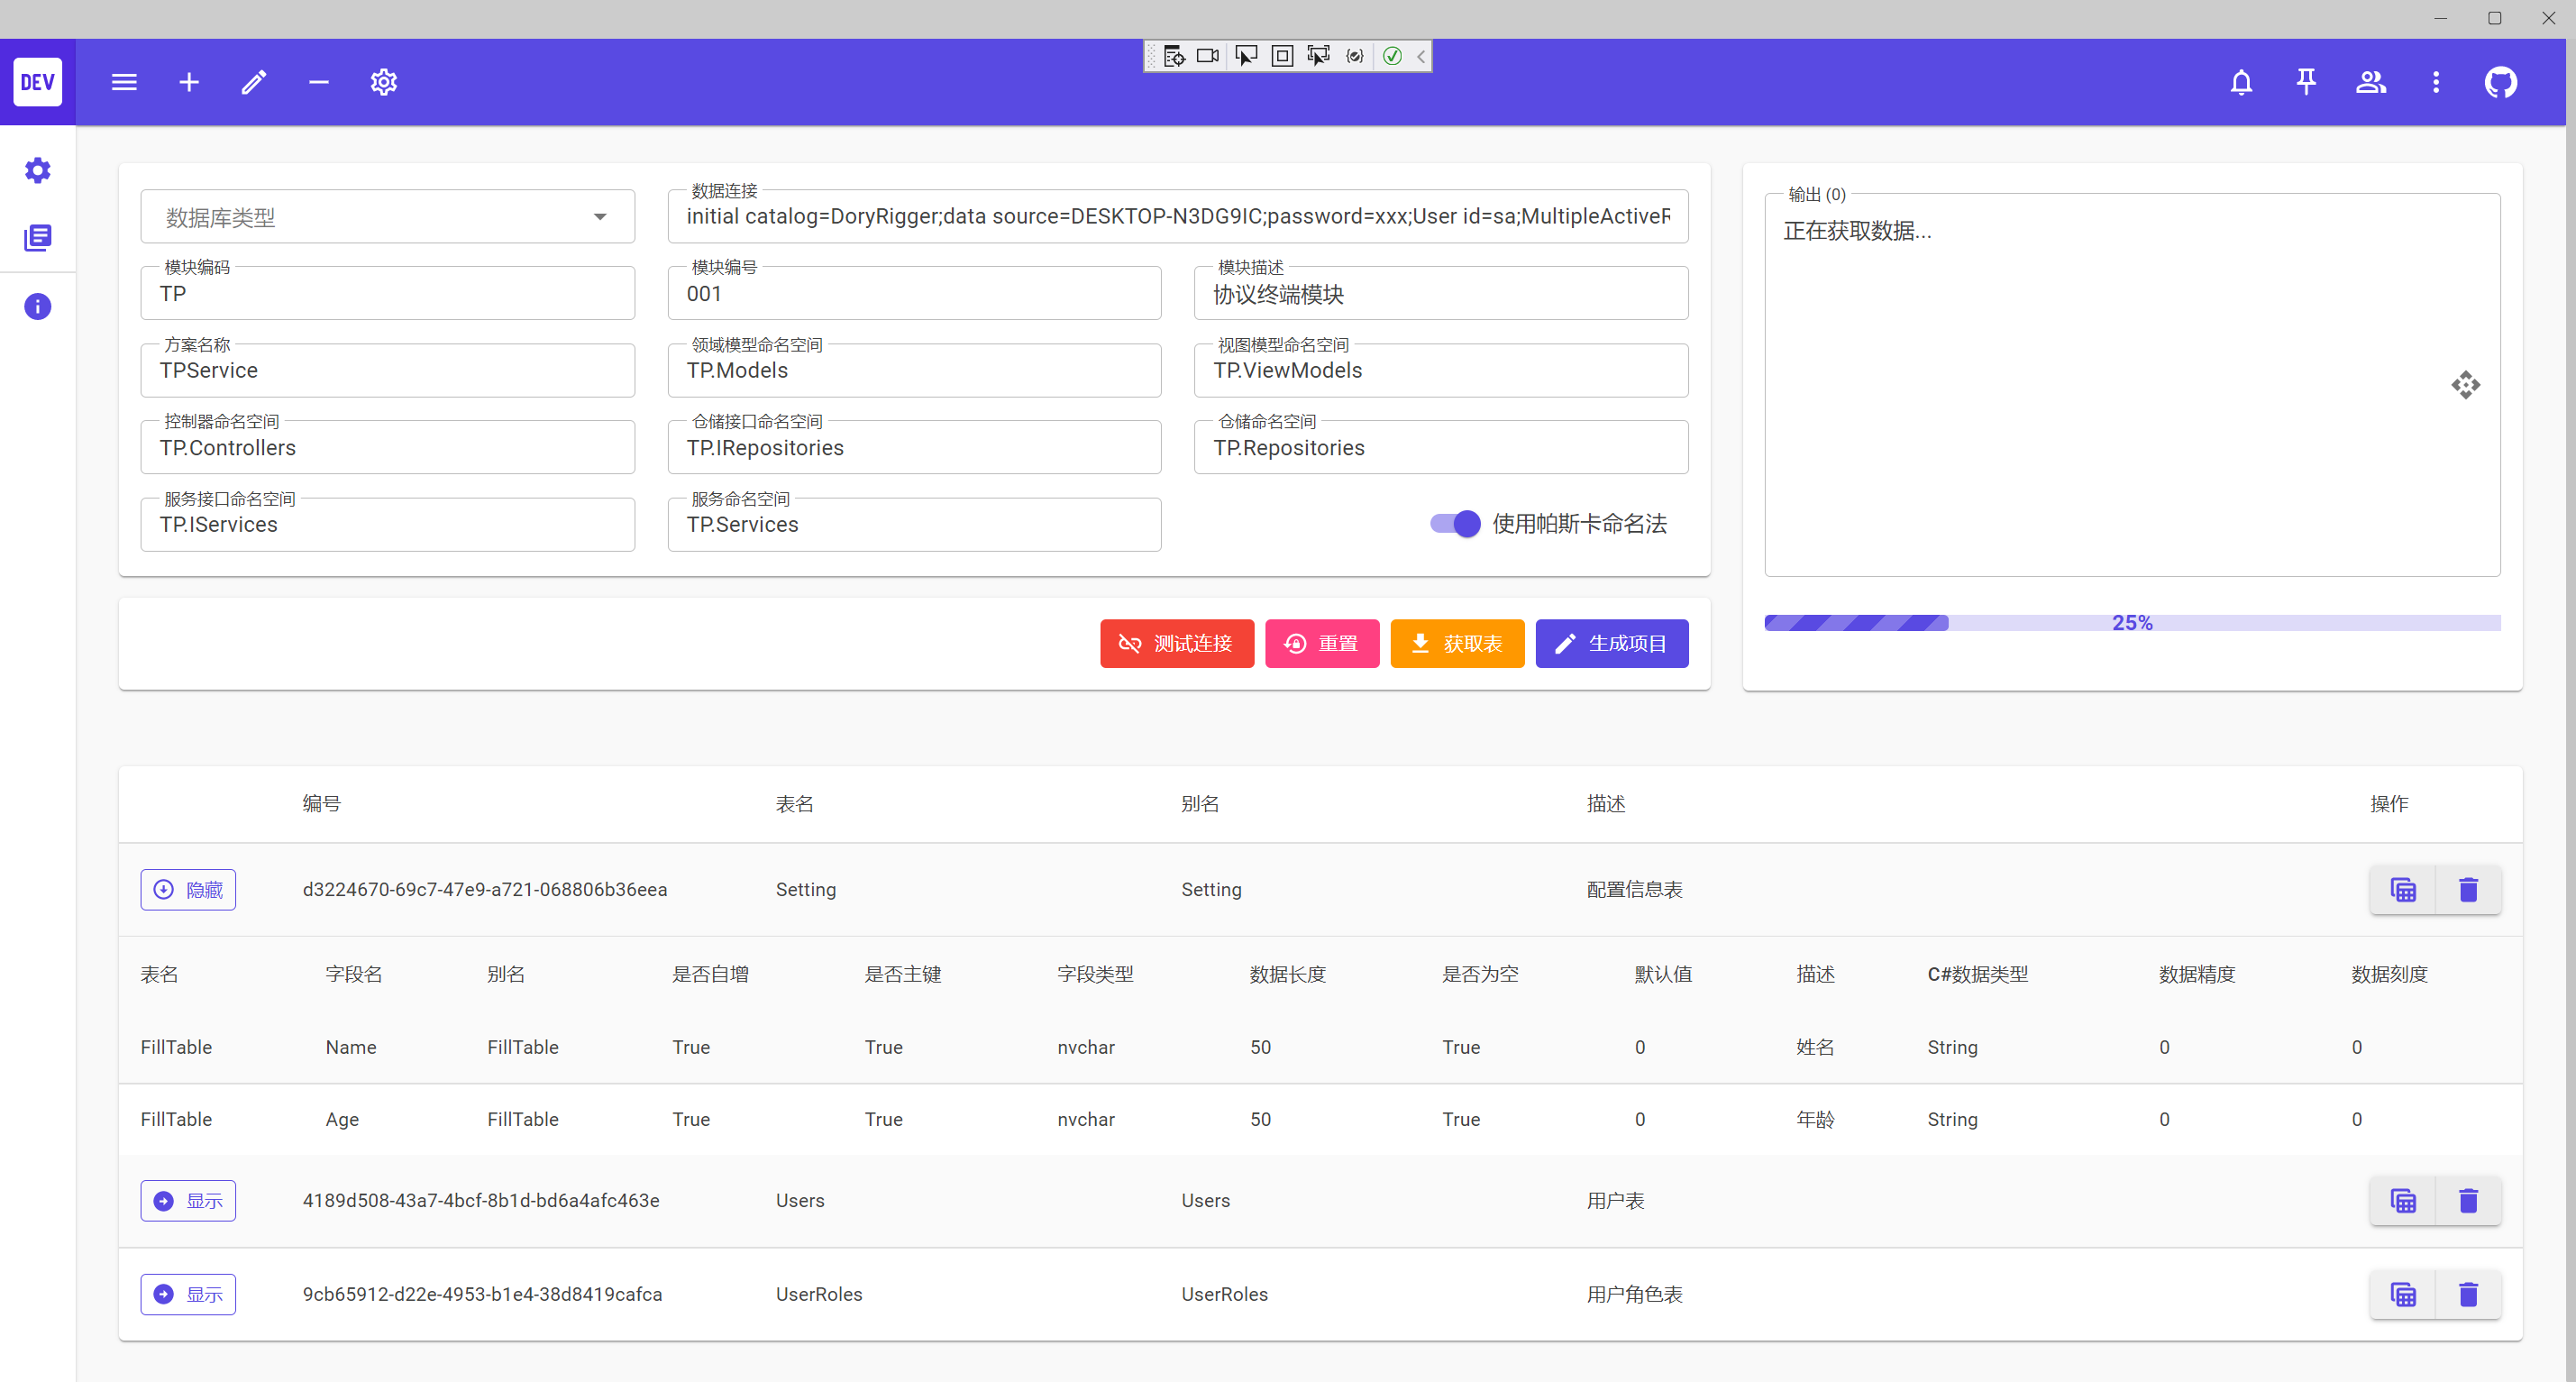 DEV
数据库类型
数据连接
initial catalog=DoryRigger;data source=DESKTOP-N3DG9IC;password=xxx;User id=sa;MultipleActiveR
模块编码
TP
模块编号
001
模块描述
协议终端模块
方案名称
TPService
领域模型命名空间
TP.Models
视图模型命名空间
TP.ViewModels
控制器命名空间
TP.Controllers
仓储接口命名空间
TP.IRepositories
仓储命名空间
TP.Repositories
服务接口命名空间
TP.IServices
服务命名空间
TP.Services
使用帕斯卡命名法
测试连接 重置 获取表 生成项目
输出 (0)
正在获取数据...
25%
编号 表名 别名 描述 操作
隐藏 d3224670-69c7-47e9-a721-068806b36eea Setting Setting 配置信息表
表名 字段名 别名 是否自增 是否主键 字段类型 数据长度 是否为空 默认值 描述 C#数据类型 数据精度 数据刻度
FillTable Name FillTable True True nvchar 50 True 0 姓名 String 0 0
FillTable Age FillTable True True nvchar 50 True 0 年龄 String 0 0
显示 4189d508-43a7-4bcf-8b1d-bd6a4afc463e Users Users 用户表
显示 9cb65912-d22e-4953-b1e4-38d8419cafca UserRoles UserRoles 用户角色表